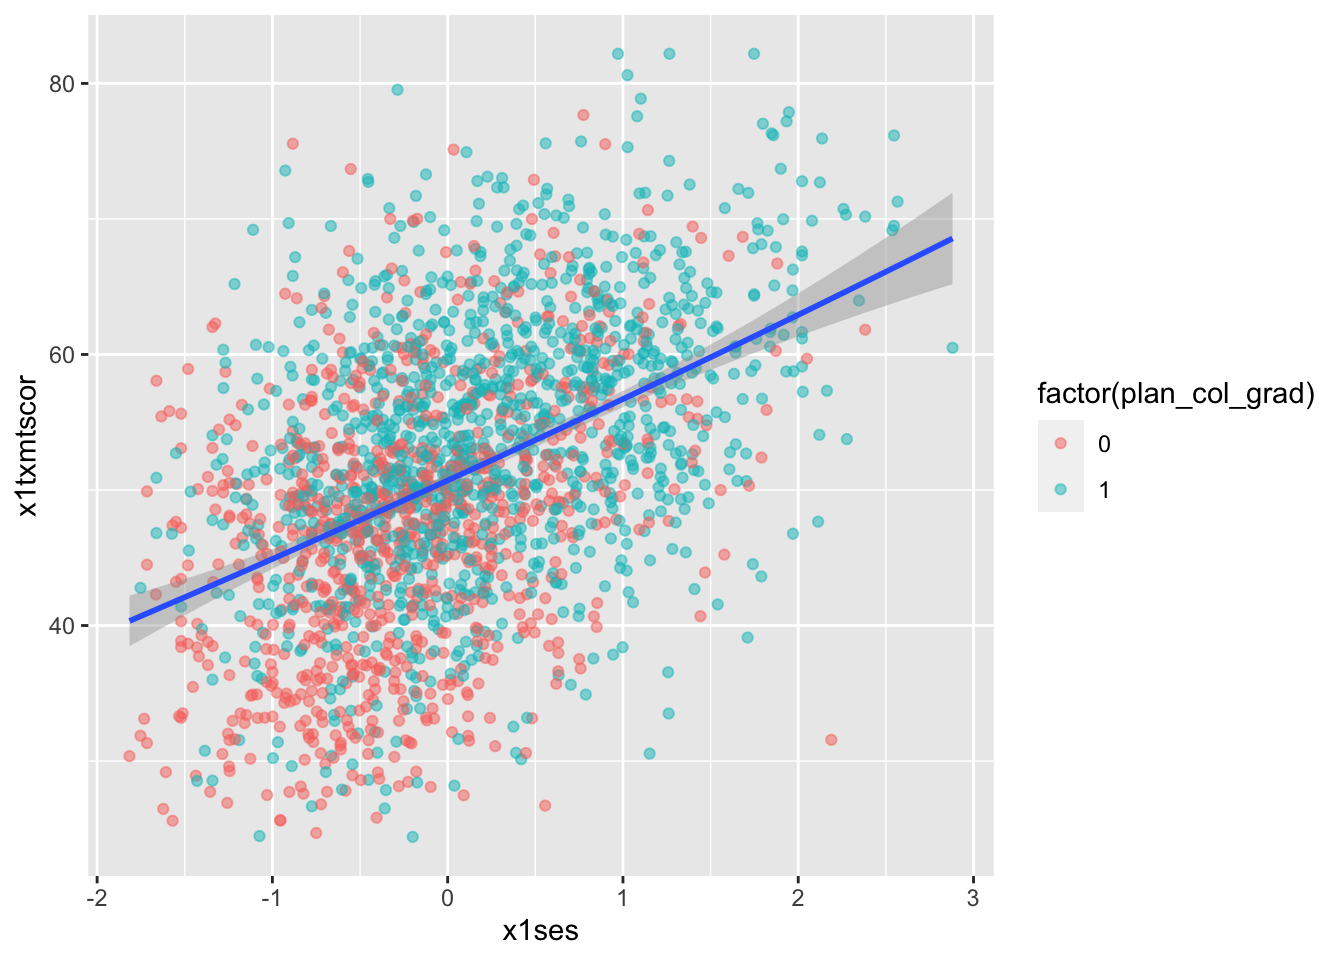 80
60
40
x1txmtscor
-2 -1 0 1 2 3
x1ses
factor(plan_col_grad)
0
1